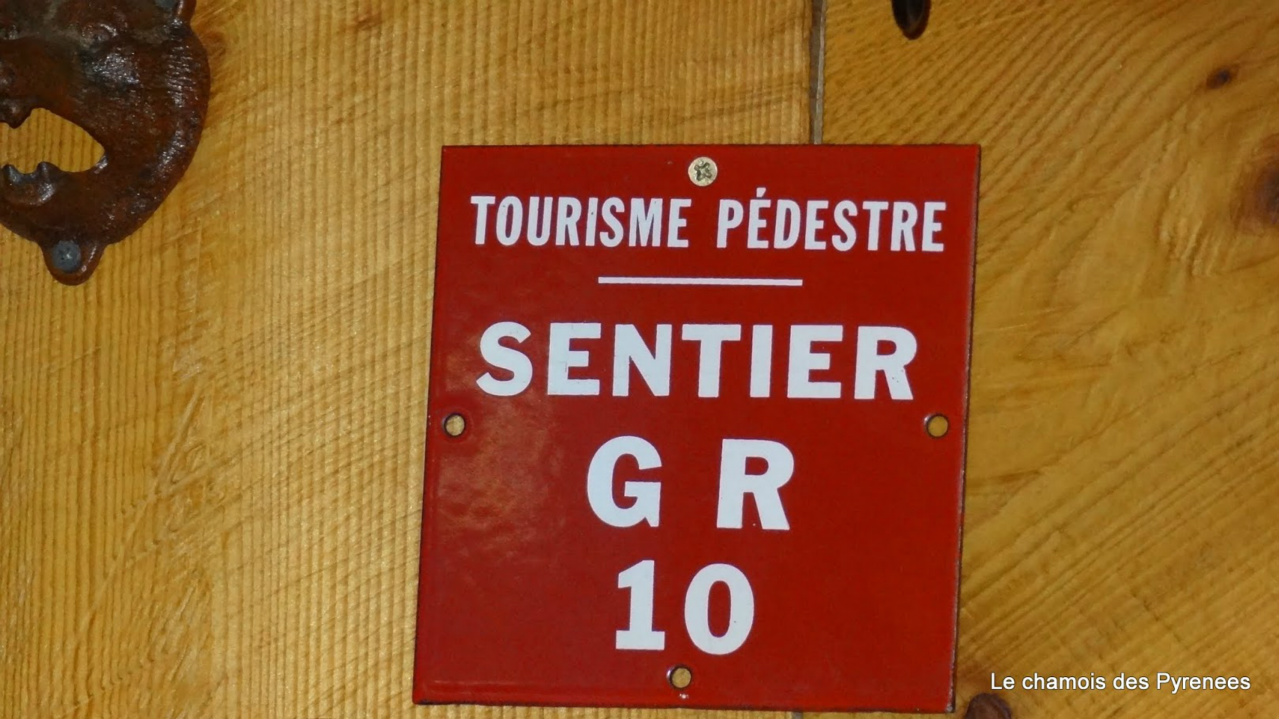 TOURISME PÉDESTRE
SENTIER
G R
10
Le chamois des Pyrenees